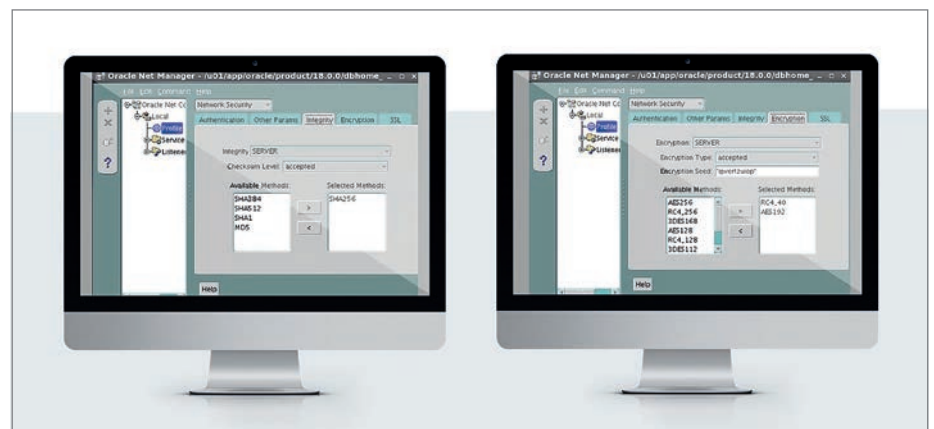 Oracle Net Manager - /u01/app/oracle/product/18.0.0/dbhome_
File Edit Command Help
Oracle Net Co
Local
Profile
Service
Listener
Network Security
Authentication Other Params Integrity Encryption SSL
Integrity SERVER
Checksum Level accepted
Available Methods:
SHA384
SHA512
SHA1
MD5
Selected Methods:
SHA256
>
<
Help
Oracle Net Manager - /u01/app/oracle/product/18.0.0/dbhome_
File Edit Command Help
Oracle Net Co
Local
Profile
Service
Listener
Network Security
Authentication Other Params Integrity Encryption SSL
Encryption: SERVER
Encryption Type: accepted
Encryption Seed:
Available Methods:
AES256
RC4_256
3DES168
AES128
RC4_128
3DES112
Selected Methods:
RC4_40
AES192
>
<
Help